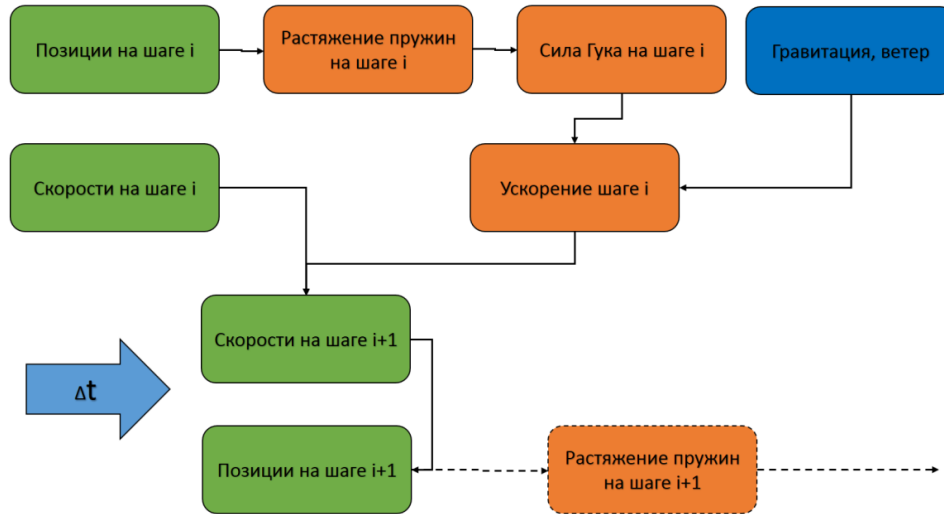 Позиции на шаге i
Растяжение пружин
на шаге i
Сила Гука на шаге i
Гравитация, ветер
Скорости на шаге i
Ускорение шаге i
Скорости на шаге i+1
Δt
Позиции на шаге i+1
Растяжение пружин
на шаге i+1